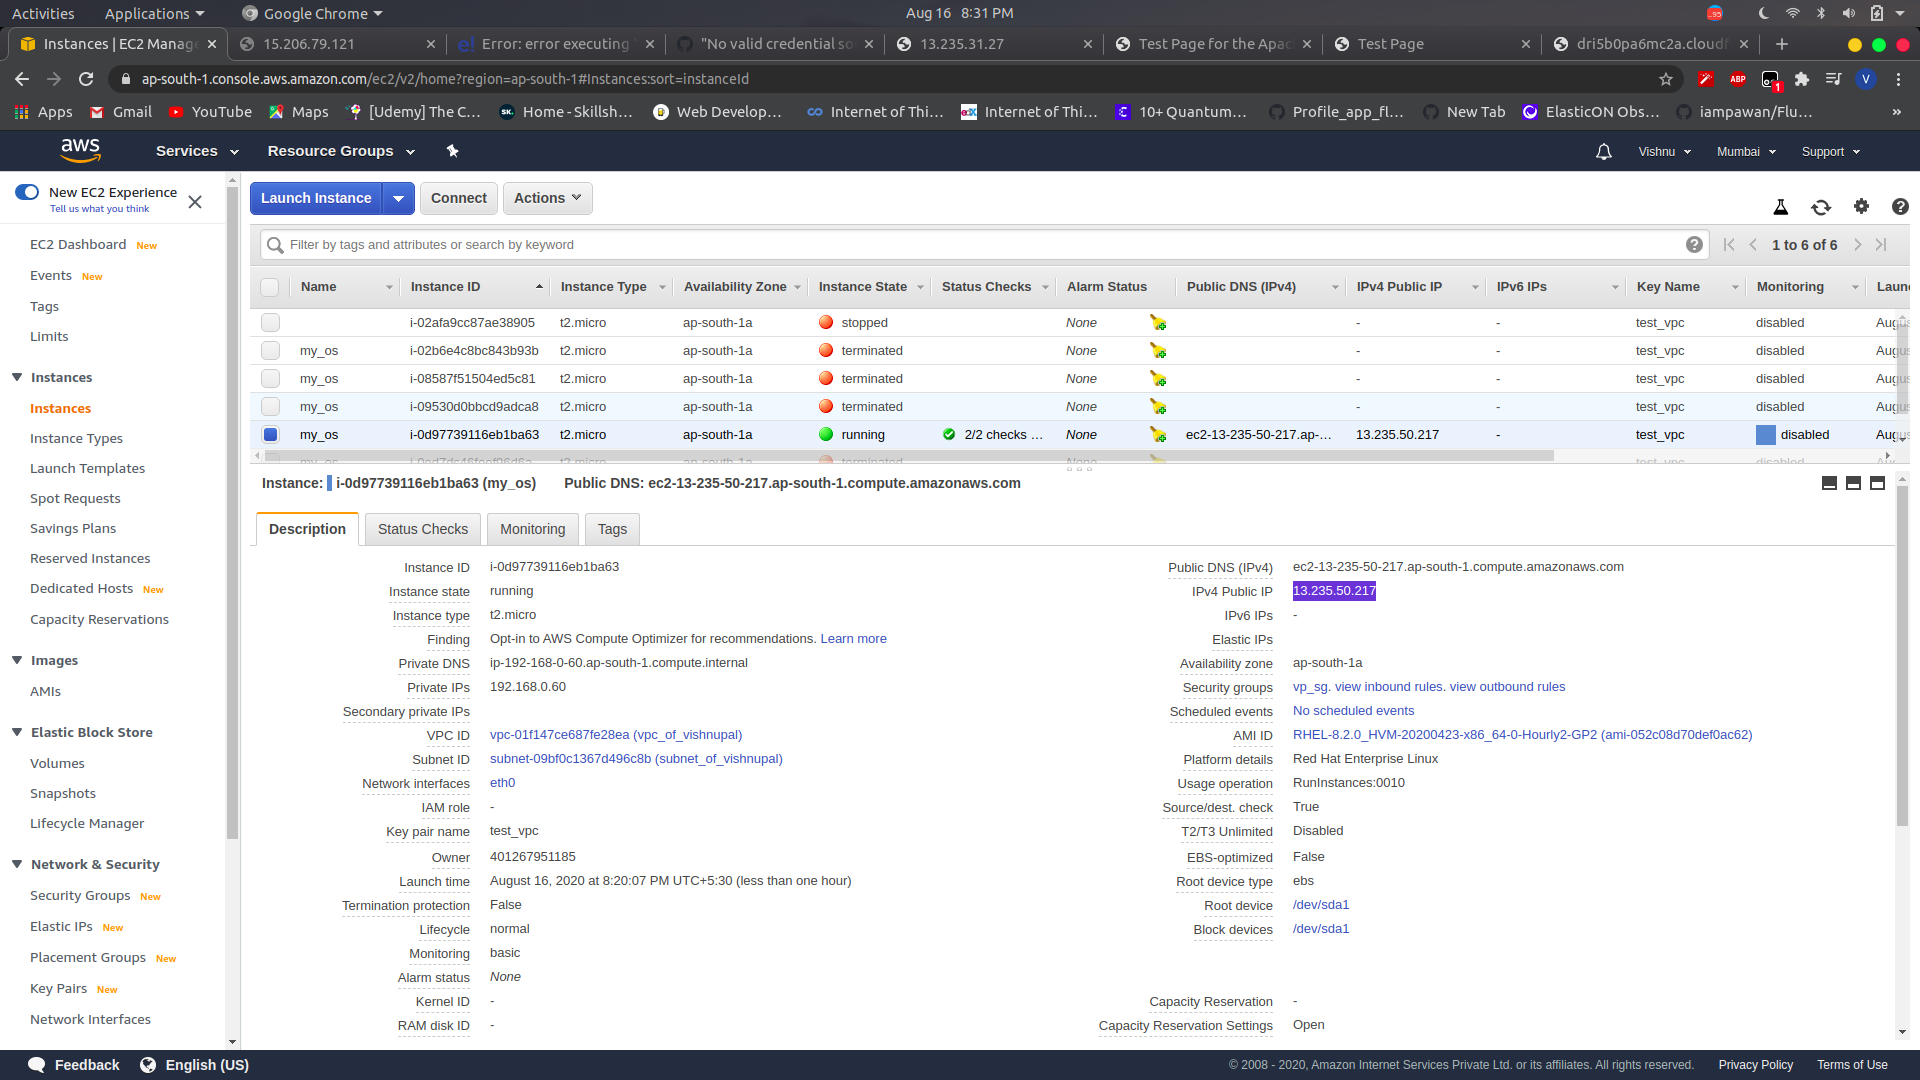 Activities
Applications
Google Chrome
Aug 16 8:31 PM
Instances | EC2 Manag
15.206.79.121
Error: error executing
"No valid credential so
13.235.31.27
Test Page for the Apac
Test Page
dri5b0pa6mc2a.cloudf
ap-south-1.console.aws.amazon.com/ec2/v2/home?region=ap-south-1#Instances:sort=instanceId
ABP
1
V
Apps
Gmail
YouTube
Maps
[Udemy] The C…
Home - Skillsh…
Web Develop…
Internet of Thi…
Internet of Thi…
10+ Quantum…
Profile_app_fl…
New Tab
ElasticON Obs…
iampawan/Flu…
»
aws
Services
Resource Groups
Vishnu
Mumbai
Support
New EC2 Experience
Tell us what you think
EC2 Dashboard New
Events New
Tags
Limits
Instances
Instances
Instance Types
Launch Templates
Spot Requests
Savings Plans
Reserved Instances
Dedicated Hosts New
Capacity Reservations
Images
AMIs
Elastic Block Store
Volumes
Snapshots
Lifecycle Manager
Network & Security
Security Groups New
Elastic IPs New
Placement Groups New
Key Pairs New
Network Interfaces
Launch Instance
Connect
Actions
Filter by tags and attributes or search by keyword
1 to 6 of 6
Name Instance ID Instance Type Availability Zone Instance State Status Checks Alarm Status Public DNS (IPv4) IPv4 Public IP IPv6 IPs Key Name Monitoring Laun
i-02afa9cc87ae38905 t2.micro ap-south-1a stopped None - - test_vpc disabled Augu
my_os i-02b6e4c8bc843b93b t2.micro ap-south-1a terminated None - - test_vpc disabled Augu
my_os i-08587f51504ed5c81 t2.micro ap-south-1a terminated None - - test_vpc disabled Augu
my_os i-09530d0bbcd9adca8 t2.micro ap-south-1a terminated None - - test_vpc disabled Augu
my_os i-0d97739116eb1ba63 t2.micro ap-south-1a running 2/2 checks … None ec2-13-235-50-217.ap-… 13.235.50.217 - test_vpc disabled Augu
Instance: i-0d97739116eb1ba63 (my_os) Public DNS: ec2-13-235-50-217.ap-south-1.compute.amazonaws.com
Description
Status Checks
Monitoring
Tags
Instance ID i-0d97739116eb1ba63
Instance state running
Instance type t2.micro
Finding Opt-in to AWS Compute Optimizer for recommendations. Learn more
Private DNS ip-192-168-0-60.ap-south-1.compute.internal
Private IPs 192.168.0.60
Secondary private IPs
VPC ID vpc-01f147ce687fe28ea (vpc_of_vishnupal)
Subnet ID subnet-09bf0c1367d496c8b (subnet_of_vishnupal)
Network interfaces eth0
IAM role -
Key pair name test_vpc
Owner 401267951185
Launch time August 16, 2020 at 8:20:07 PM UTC+5:30 (less than one hour)
Termination protection False
Lifecycle normal
Monitoring basic
Alarm status None
Kernel ID -
RAM disk ID -
Public DNS (IPv4) ec2-13-235-50-217.ap-south-1.compute.amazonaws.com
IPv4 Public IP 13.235.50.217
IPv6 IPs -
Elastic IPs
Availability zone ap-south-1a
Security groups vp_sg. view inbound rules. view outbound rules
Scheduled events No scheduled events
AMI ID RHEL-8.2.0_HVM-20200423-x86_64-0-Hourly2-GP2 (ami-052c08d70def0ac62)
Platform details Red Hat Enterprise Linux
Usage operation RunInstances:0010
Source/dest. check True
T2/T3 Unlimited Disabled
EBS-optimized False
Root device type ebs
Root device /dev/sda1
Block devices /dev/sda1
Capacity Reservation -
Capacity Reservation Settings Open
Feedback
English (US)
© 2008 - 2020, Amazon Internet Services Private Ltd. or its affiliates. All rights reserved.
Privacy Policy
Terms of Use